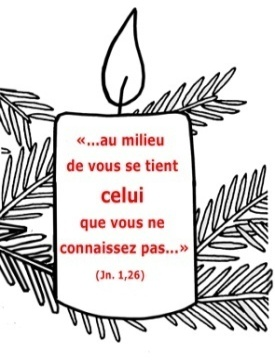 «...au milieu
de vous se tient
celui
que vous ne
connaissez pas...»
(Jn. 1,26)